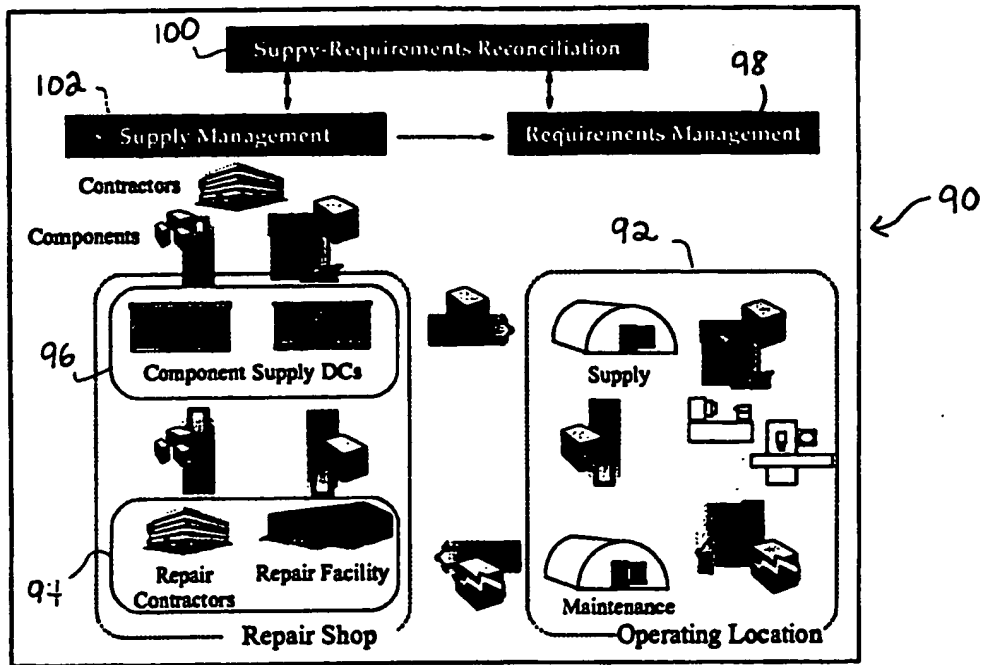 100
Suppy-Requirements Reconciliation
102
98
Supply Management
Requirements Management
Contractors
90
Components
92
96
Component Supply DCs
Supply
94
Repair Contractors
Repair Facility
Maintenance
Repair Shop
Operating Location